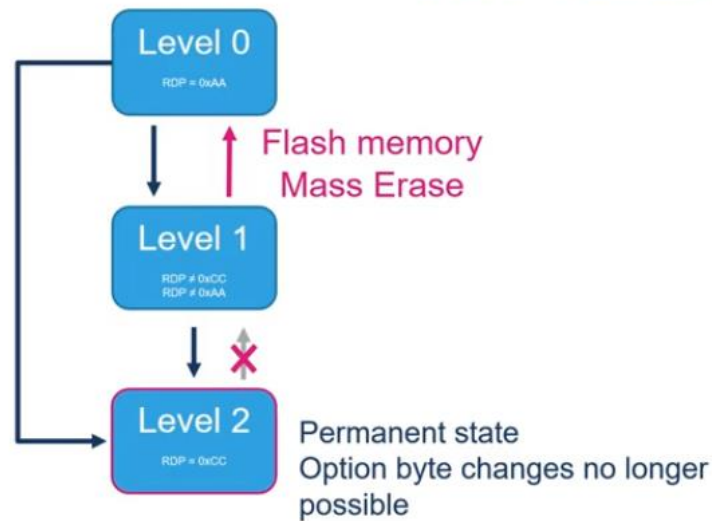 Level 0
RDP = 0xAA
Flash memory
Mass Erase
Level 1
RDP ≠ 0xCC
RDP ≠ 0xAA
Level 2
RDP = 0xCC
Permanent state
Option byte changes no longer
possible